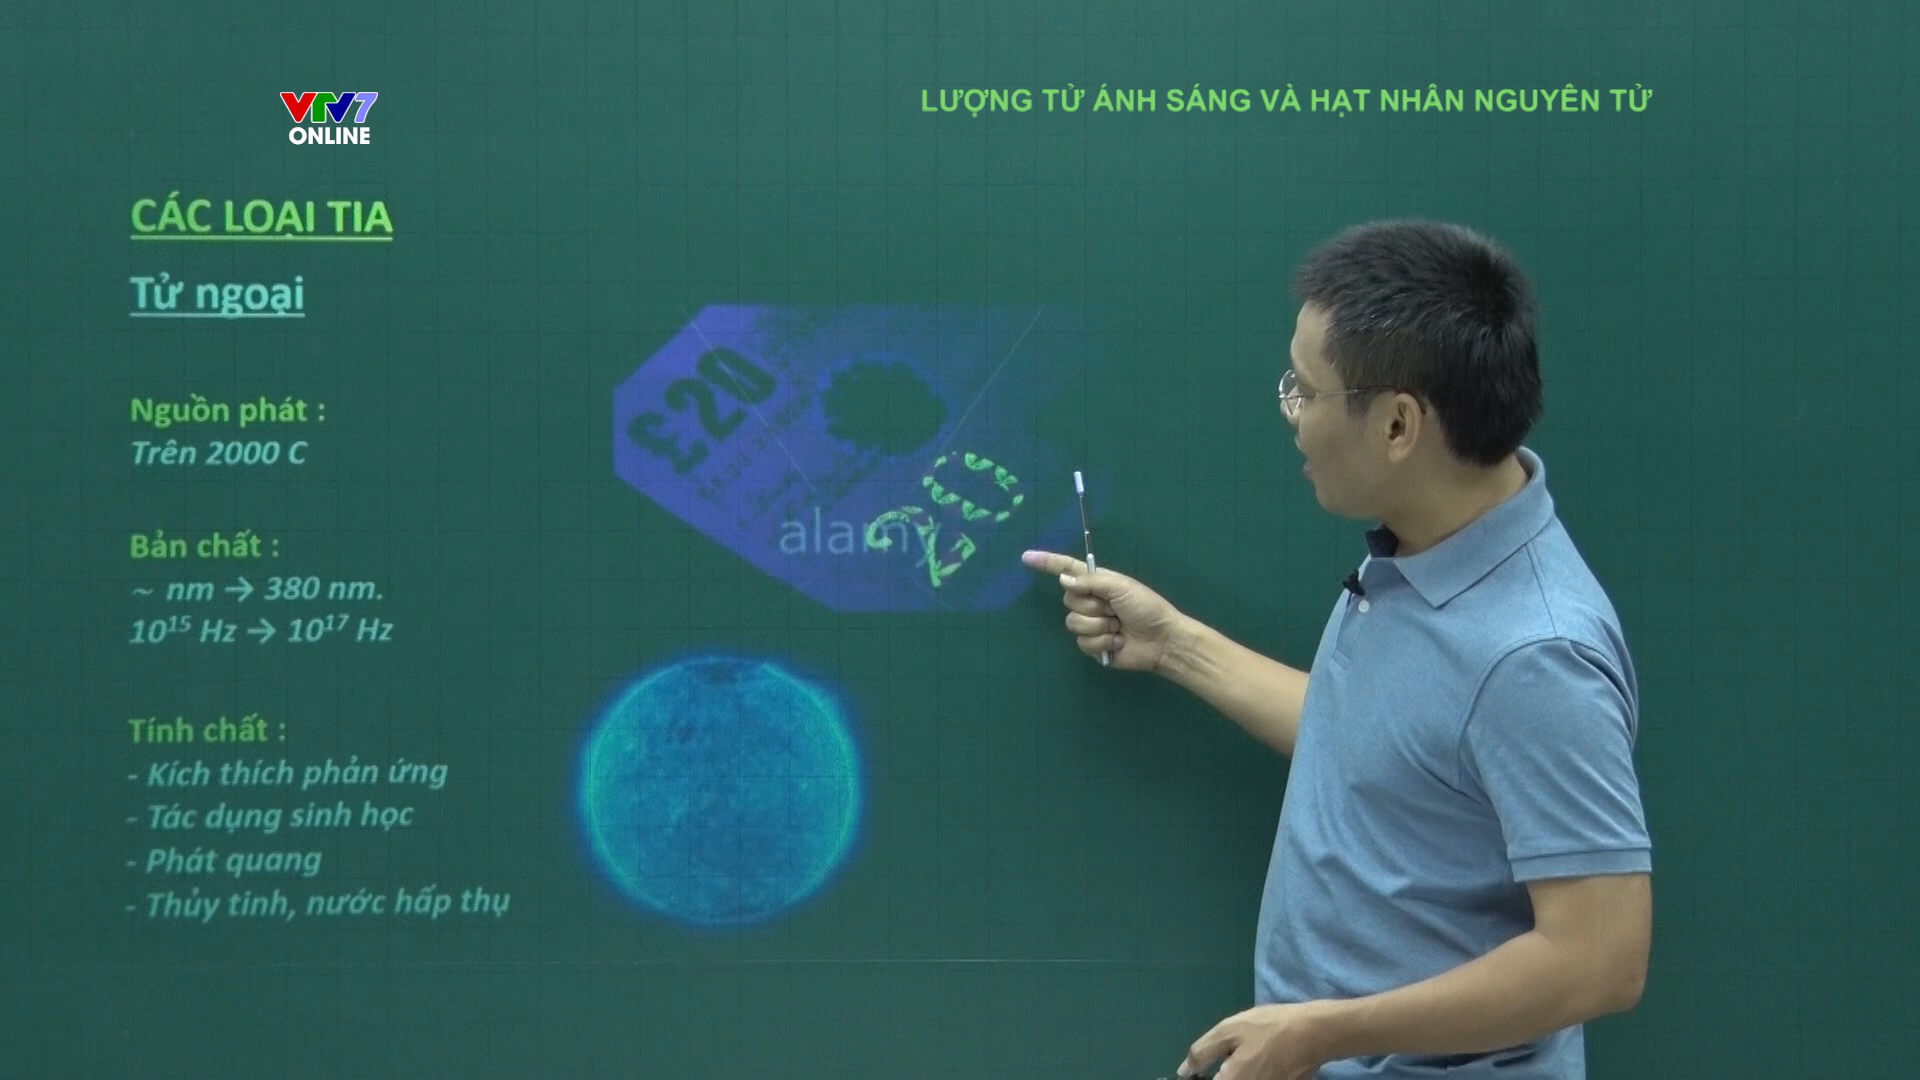 VTV7
ONLINE
LƯỢNG TỬ ÁNH SÁNG VÀ HẠT NHÂN NGUYÊN TỬ
CÁC LOẠI TIA
Tử ngoại
Nguồn phát :
Trên 2000 C
Bản chất :
~ nm → 380 nm.
10¹⁵ Hz → 10¹⁷ Hz
Tính chất :
- Kích thích phản ứng
- Tác dụng sinh học
- Phát quang
- Thủy tinh, nước hấp thụ
£20
20
alamy